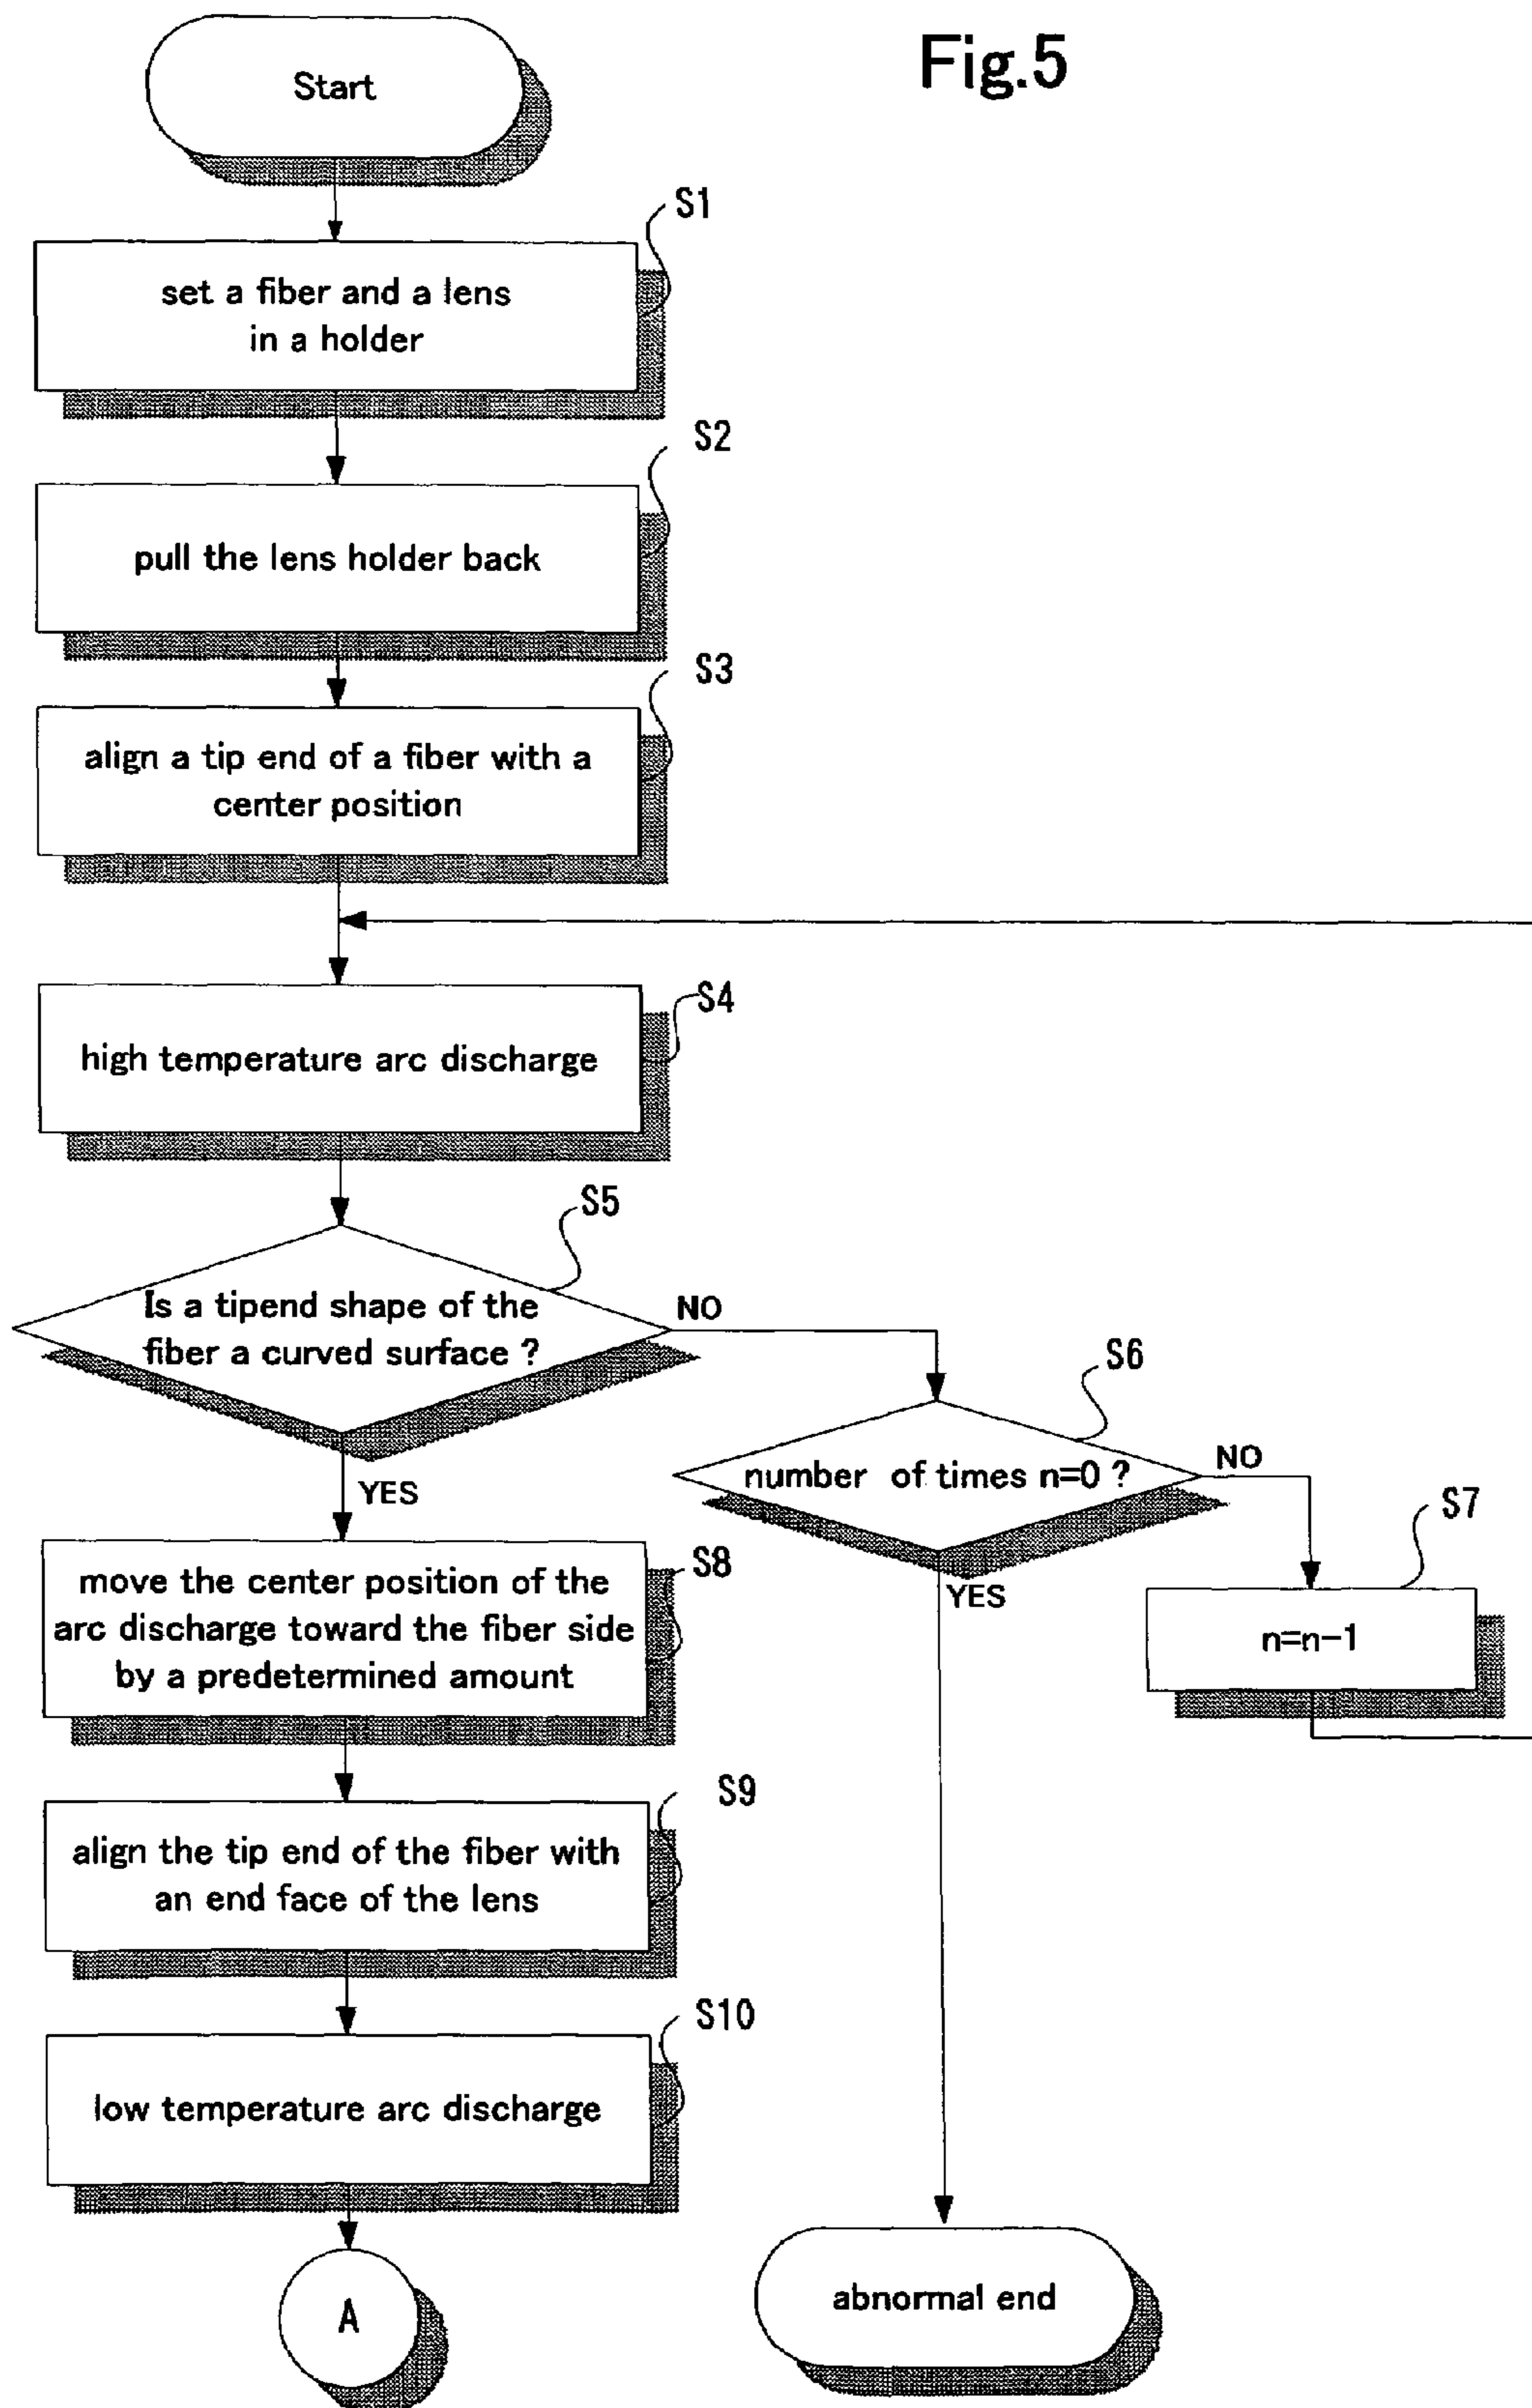 Fig.5
Start
S1
set a fiber and a lens
in a holder
S2
pull the lens holder back
S3
align a tip end of a fiber with a
center position
S4
high temperature arc discharge
S5
Is a tipend shape of the
fiber a curved surface ?
NO
YES
S6
number of times n=0 ?
NO
YES
S7
n=n-1
S8
move the center position of the
arc discharge toward the fiber side
by a predetermined amount
S9
align the tip end of the fiber with
an end face of the lens
S10
low temperature arc discharge
A
abnormal end